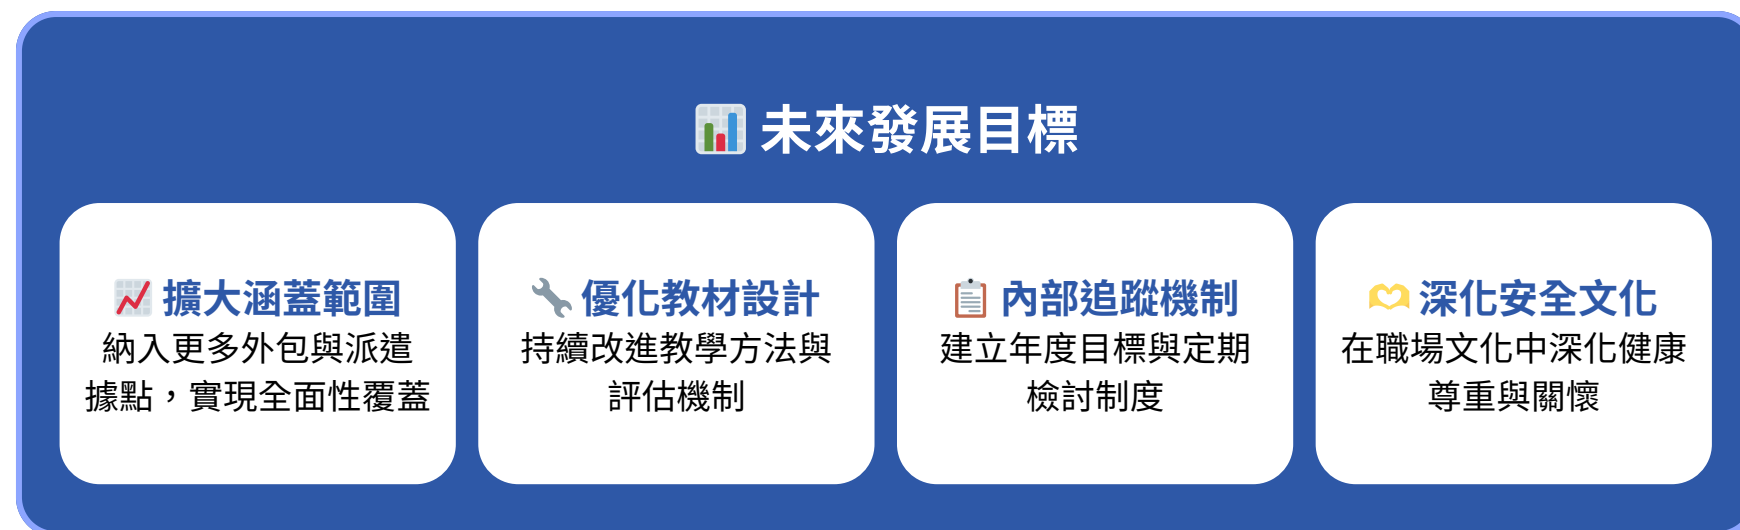 未來發展目標
擴大涵蓋範圍
納入更多外包與派遣
據點，實現全面性覆蓋
優化教材設計
持續改進教學方法與
評估機制
內部追蹤機制
建立年度目標與定期
檢討制度
深化安全文化
在職場文化中深化健康
尊重與關懷